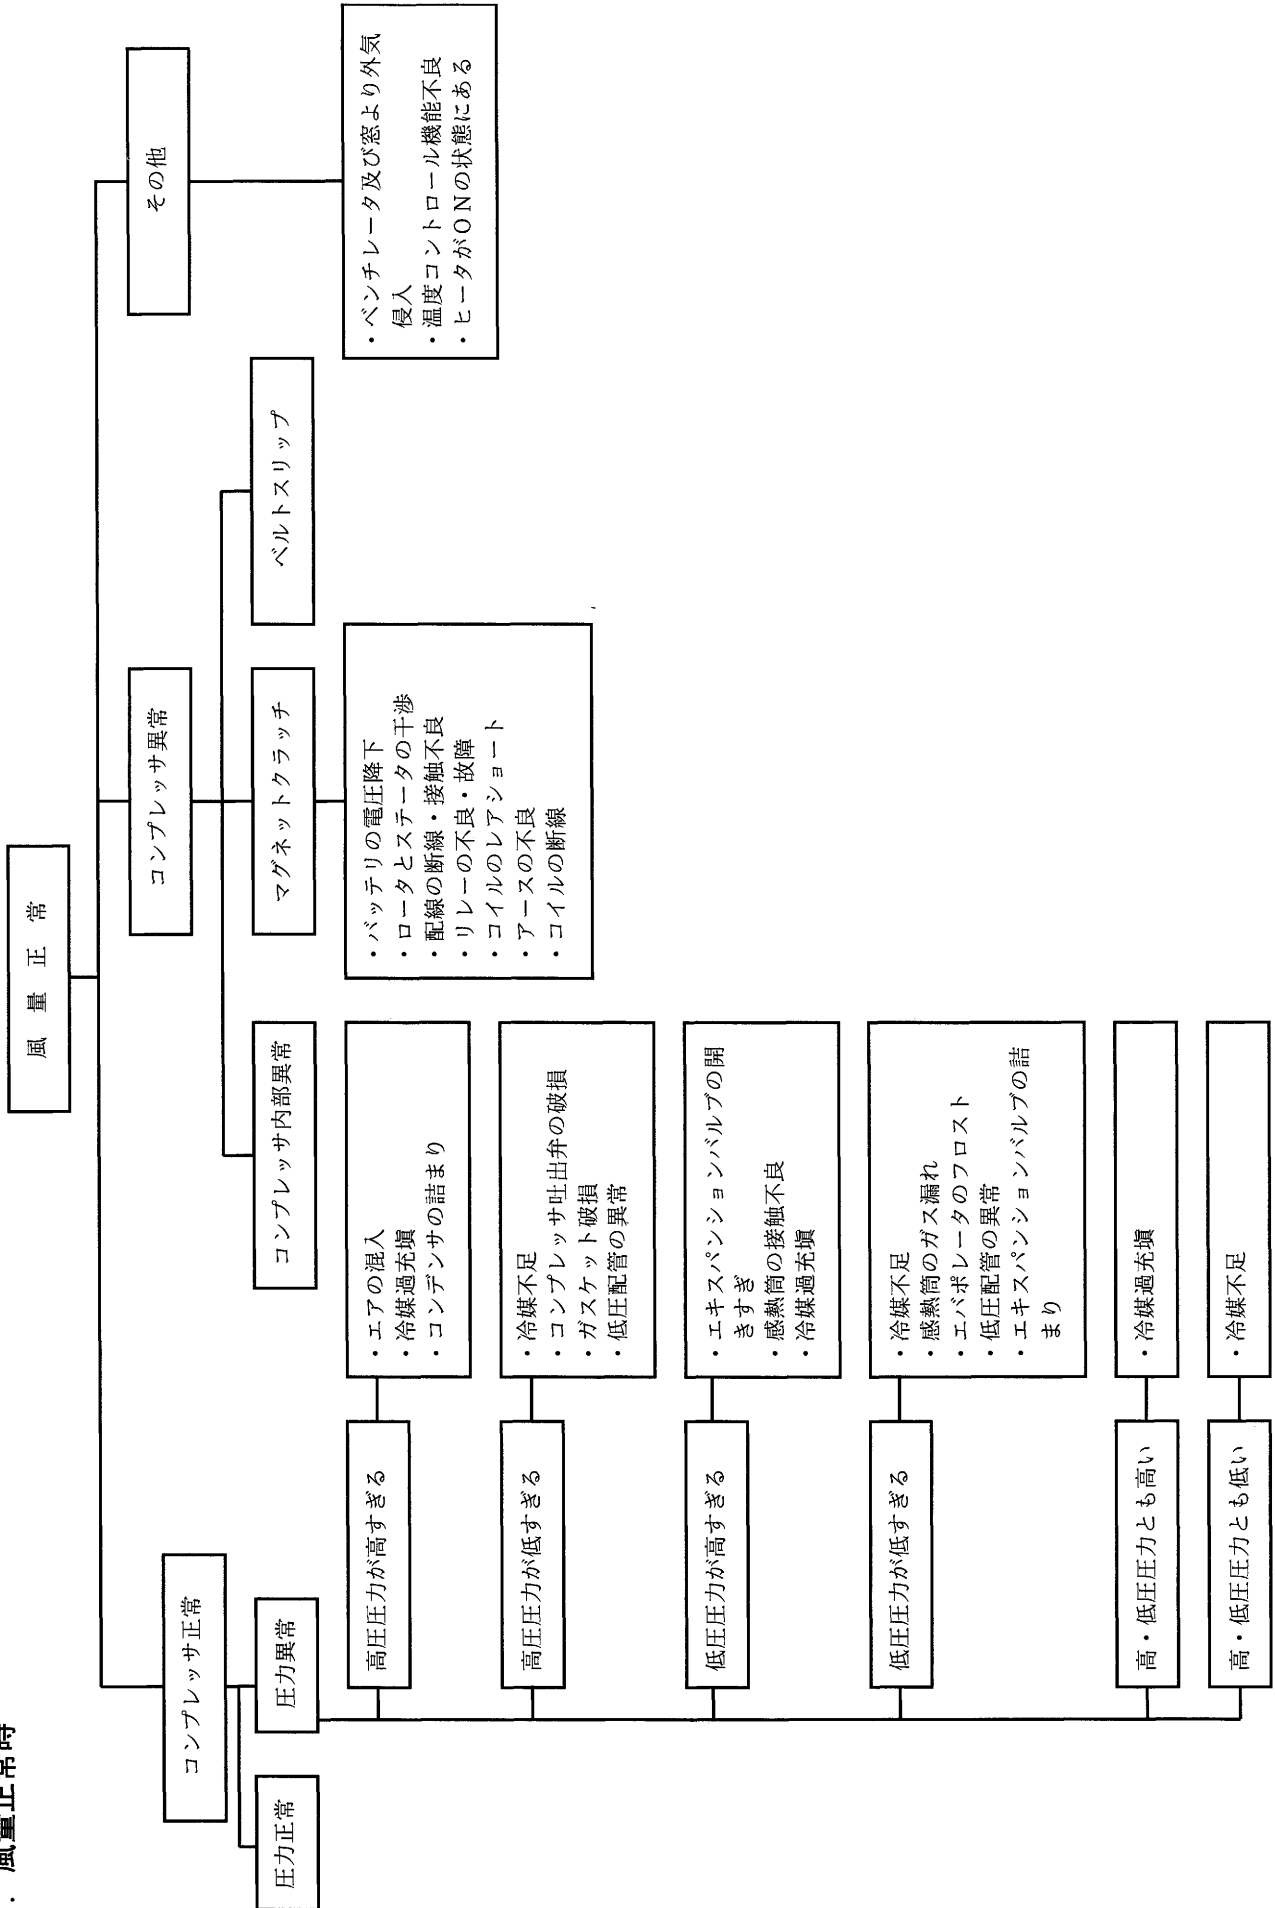 ・風量正常時
風 量 正 常
コンプレッサ正常
圧力正常
圧力異常
高圧圧力が高すぎる
・エアの混入
・冷媒過充塡
・コンデンサの詰まり
高圧圧力が低すぎる
・冷媒不足
・コンプレッサ吐出弁の破損
・ガスケット破損
・低圧配管の異常
低圧圧力が高すぎる
・エキスパンションバルブの開
きすぎ
・感熱筒の接触不良
・冷媒過充塡
低圧圧力が低すぎる
・冷媒不足
・感熱筒のガス漏れ
・エバポレータのフロスト
・低圧配管の異常
・エキスパンションバルブの詰
まり
高・低圧圧力とも高い
・冷媒過充塡
高・低圧圧力とも低い
・冷媒不足
コンプレッサ異常
コンプレッサ内部異常
マグネットクラッチ
・バッテリの電圧降下
・ロータとステータの干渉
・配線の断線・接触不良
・リレーの不良・故障
・コイルのレアショート
・アースの不良
・コイルの断線
ベルトスリップ
その他
・ベンチレータ及び窓より外気
侵入
・温度コントロール機能不良
・ヒータがＯＮの状態にある